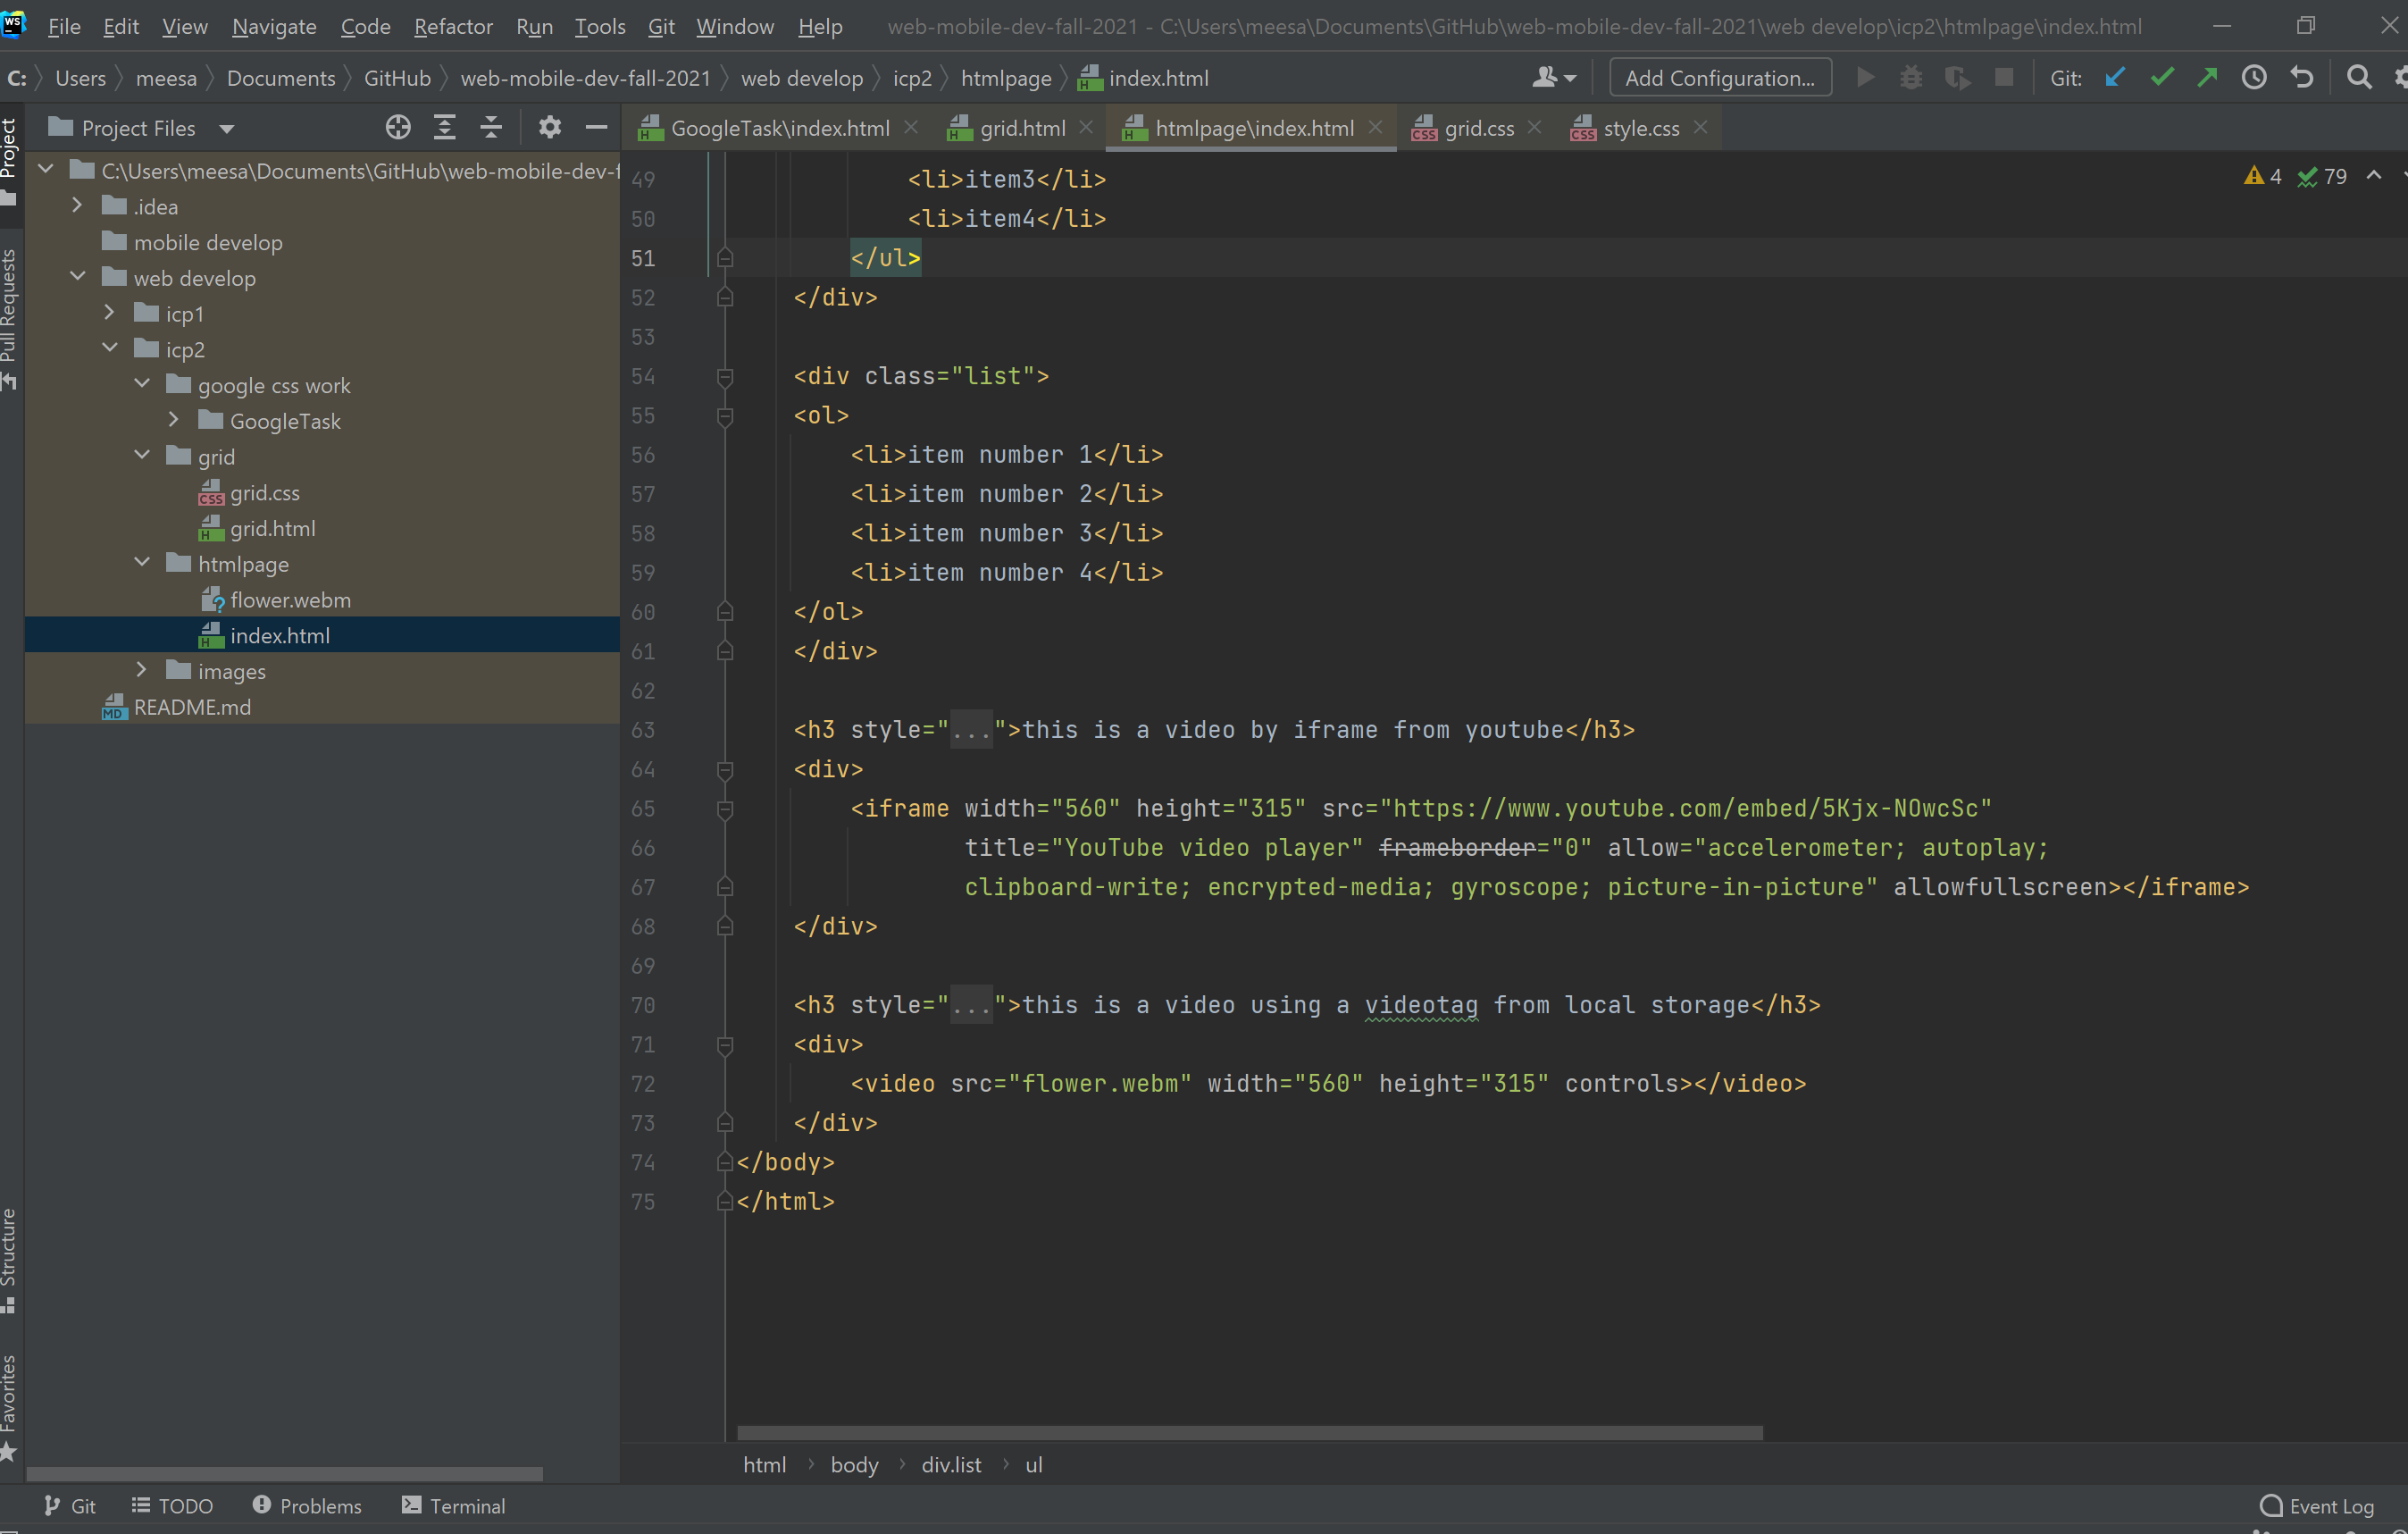 WS File Edit View Navigate Code Refactor Run Tools Git Window Help web-mobile-dev-fall-2021 - C:\Users\meesa\Documents\GitHub\web-mobile-dev-fall-2021\web develop\icp2\htmlpage\index.html
C: Users meesa Documents GitHub web-mobile-dev-fall-2021 web develop icp2 htmlpage index.html Add Configuration... Git:
Project Files
GoogleTask\index.html grid.html htmlpage\index.html grid.css style.css
Project
Pull Requests
Structure
Favorites
C:\Users\meesa\Documents\GitHub\web-mobile-dev-f
.idea
mobile develop
web develop
icp1
icp2
google css work
GoogleTask
grid
grid.css
grid.html
htmlpage
flower.webm
index.html
images
README.md
4 79
49 <li>item3</li>
50 <li>item4</li>
51 </ul>
52 </div>
53
54 <div class="list">
55 <ol>
56 <li>item number 1</li>
57 <li>item number 2</li>
58 <li>item number 3</li>
59 <li>item number 4</li>
60 </ol>
61 </div>
62
63 <h3 style="...">this is a video by iframe from youtube</h3>
64 <div>
65 <iframe width="560" height="315" src="https://www.youtube.com/embed/5Kjx-NOwcSc"
66 title="YouTube video player" frameborder="0" allow="accelerometer; autoplay;
67 clipboard-write; encrypted-media; gyroscope; picture-in-picture" allowfullscreen></iframe>
68 </div>
69
70 <h3 style="...">this is a video using a videotag from local storage</h3>
71 <div>
72 <video src="flower.webm" width="560" height="315" controls></video>
73 </div>
74 </body>
75 </html>
html body div.list ul
Git TODO Problems Terminal Event Log